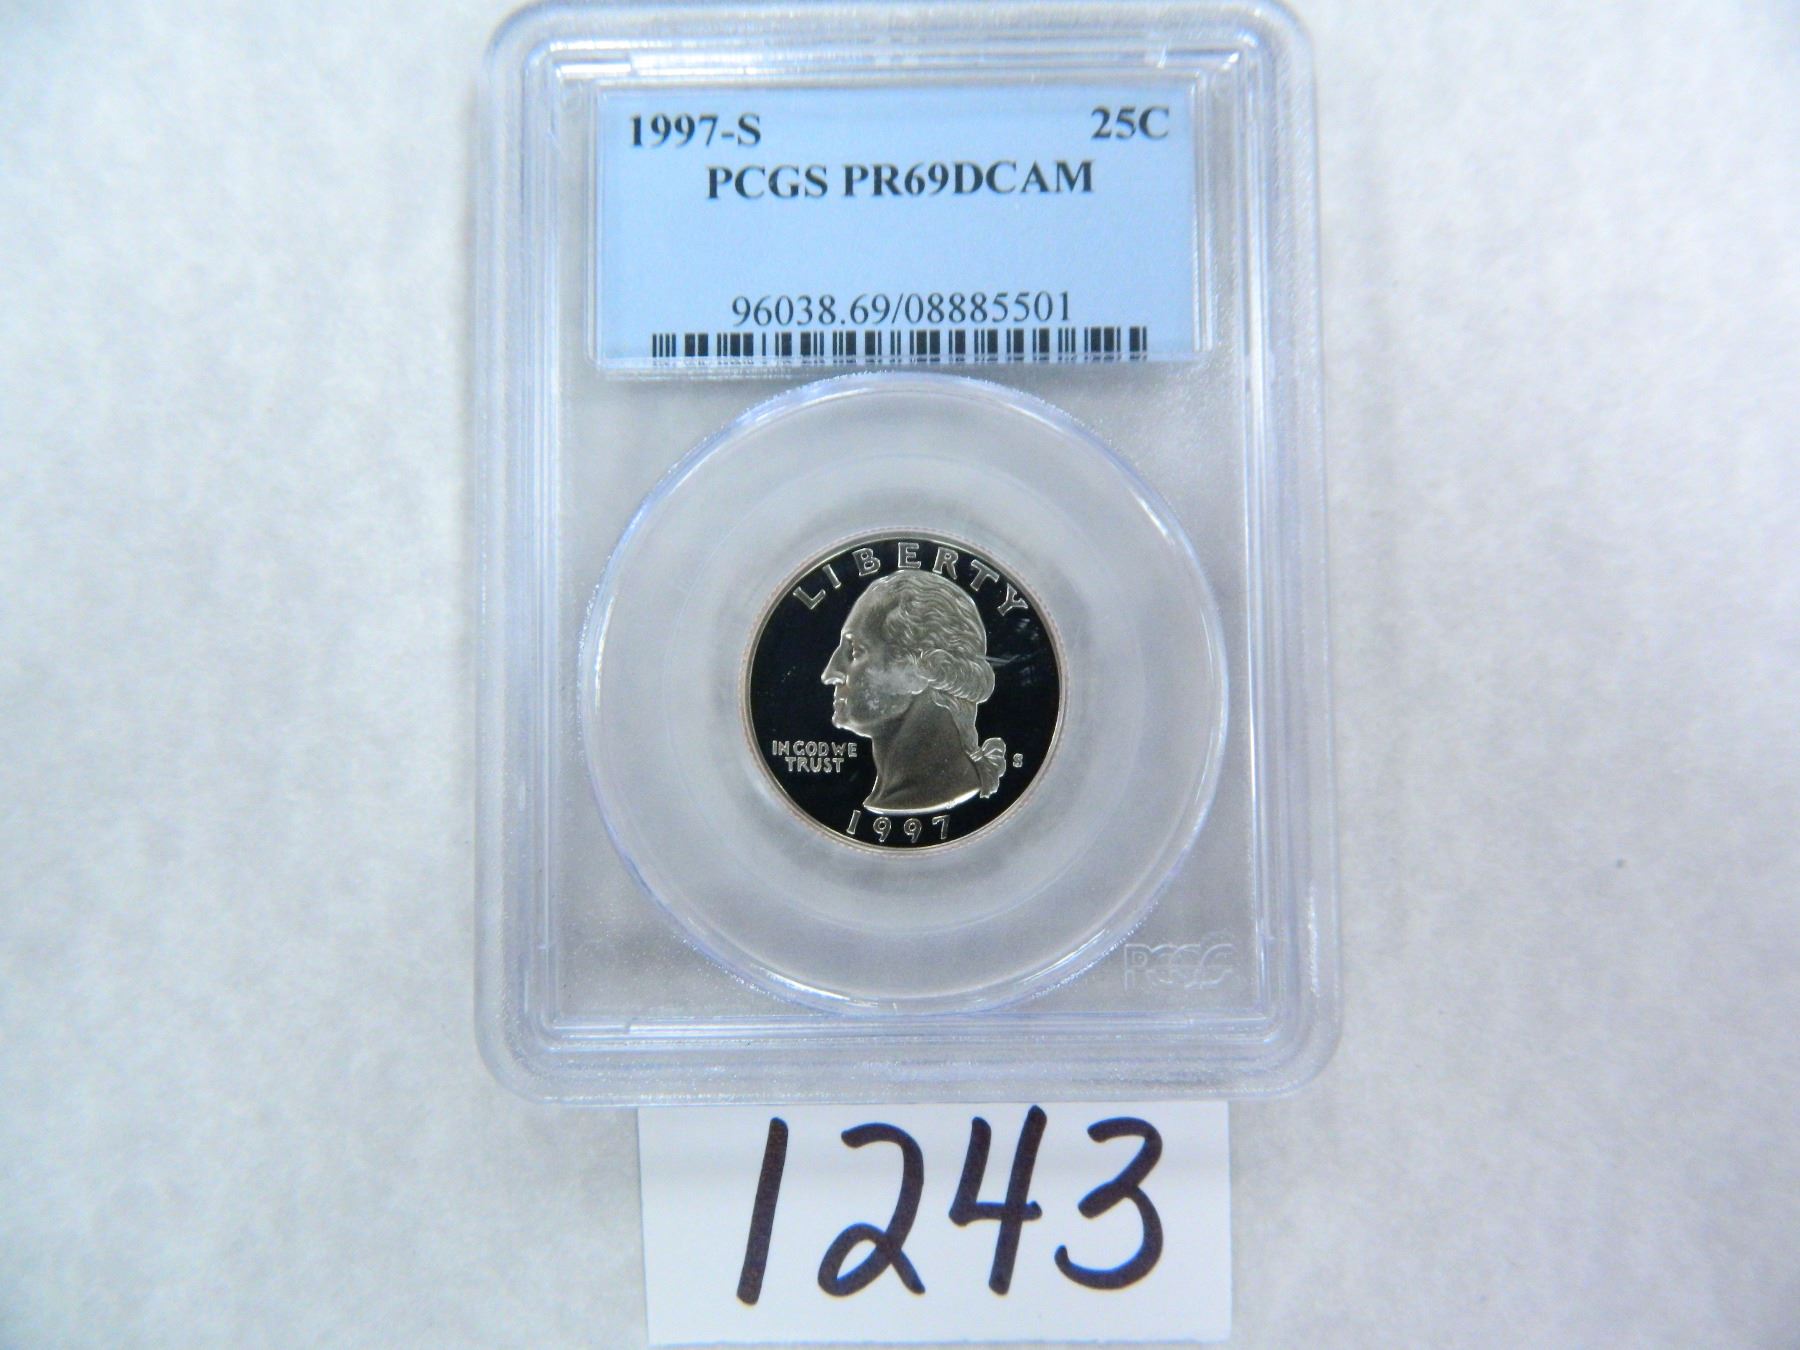 1997-S 25C
PCGS PR69DCAM
96038.69/08885501
LIBERTY
IN GOD WE
TRUST
S
1997
PCGS
1243